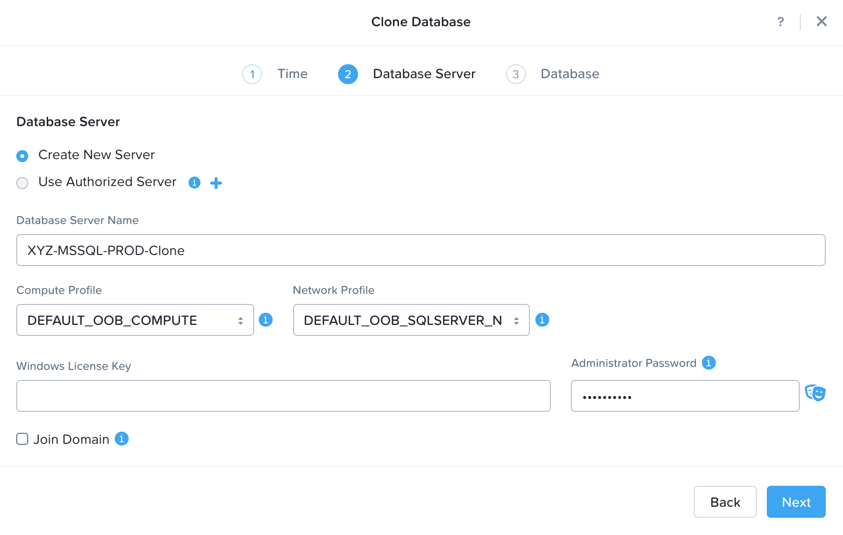 Clone Database
?
1 Time 2 Database Server 3 Database
Database Server
Create New Server
Use Authorized Server
Database Server Name
XYZ-MSSQL-PROD-Clone
Compute Profile Network Profile
DEFAULT_OOB_COMPUTE DEFAULT_OOB_SQLSERVER_N
Windows License Key Administrator Password
••••••••••
Join Domain
Back Next